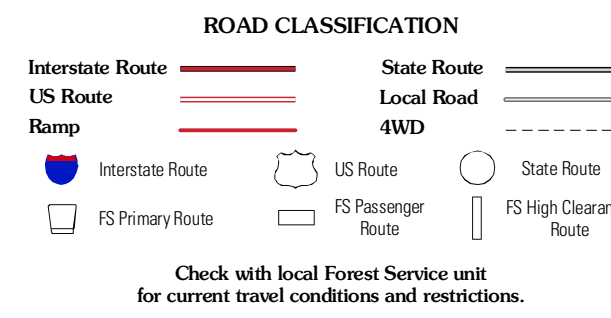 ROAD CLASSIFICATION
Interstate Route
State Route
US Route
Local Road
Ramp
4WD
Interstate Route
US Route
State Route
FS Primary Route
FS Passenger
Route
FS High Clearan
Route
Check with local Forest Service unit
for current travel conditions and restrictions.